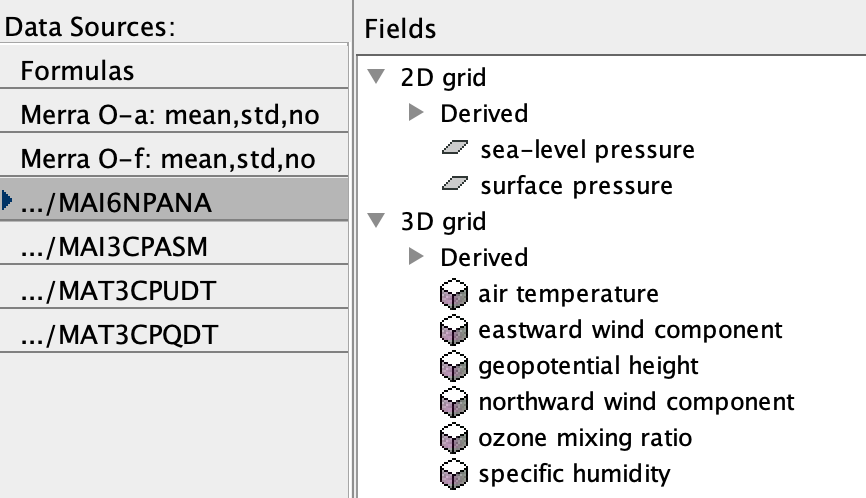 Data Sources:
Formulas
Merra O-a: mean,std,no
Merra O-f: mean,std,no
.../MAI6NPANA
.../MAI3CPASM
.../MAT3CPUDT
.../MAT3CPQDT
Fields
2D grid
Derived
sea-level pressure
surface pressure
3D grid
Derived
air temperature
eastward wind component
geopotential height
northward wind component
ozone mixing ratio
specific humidity